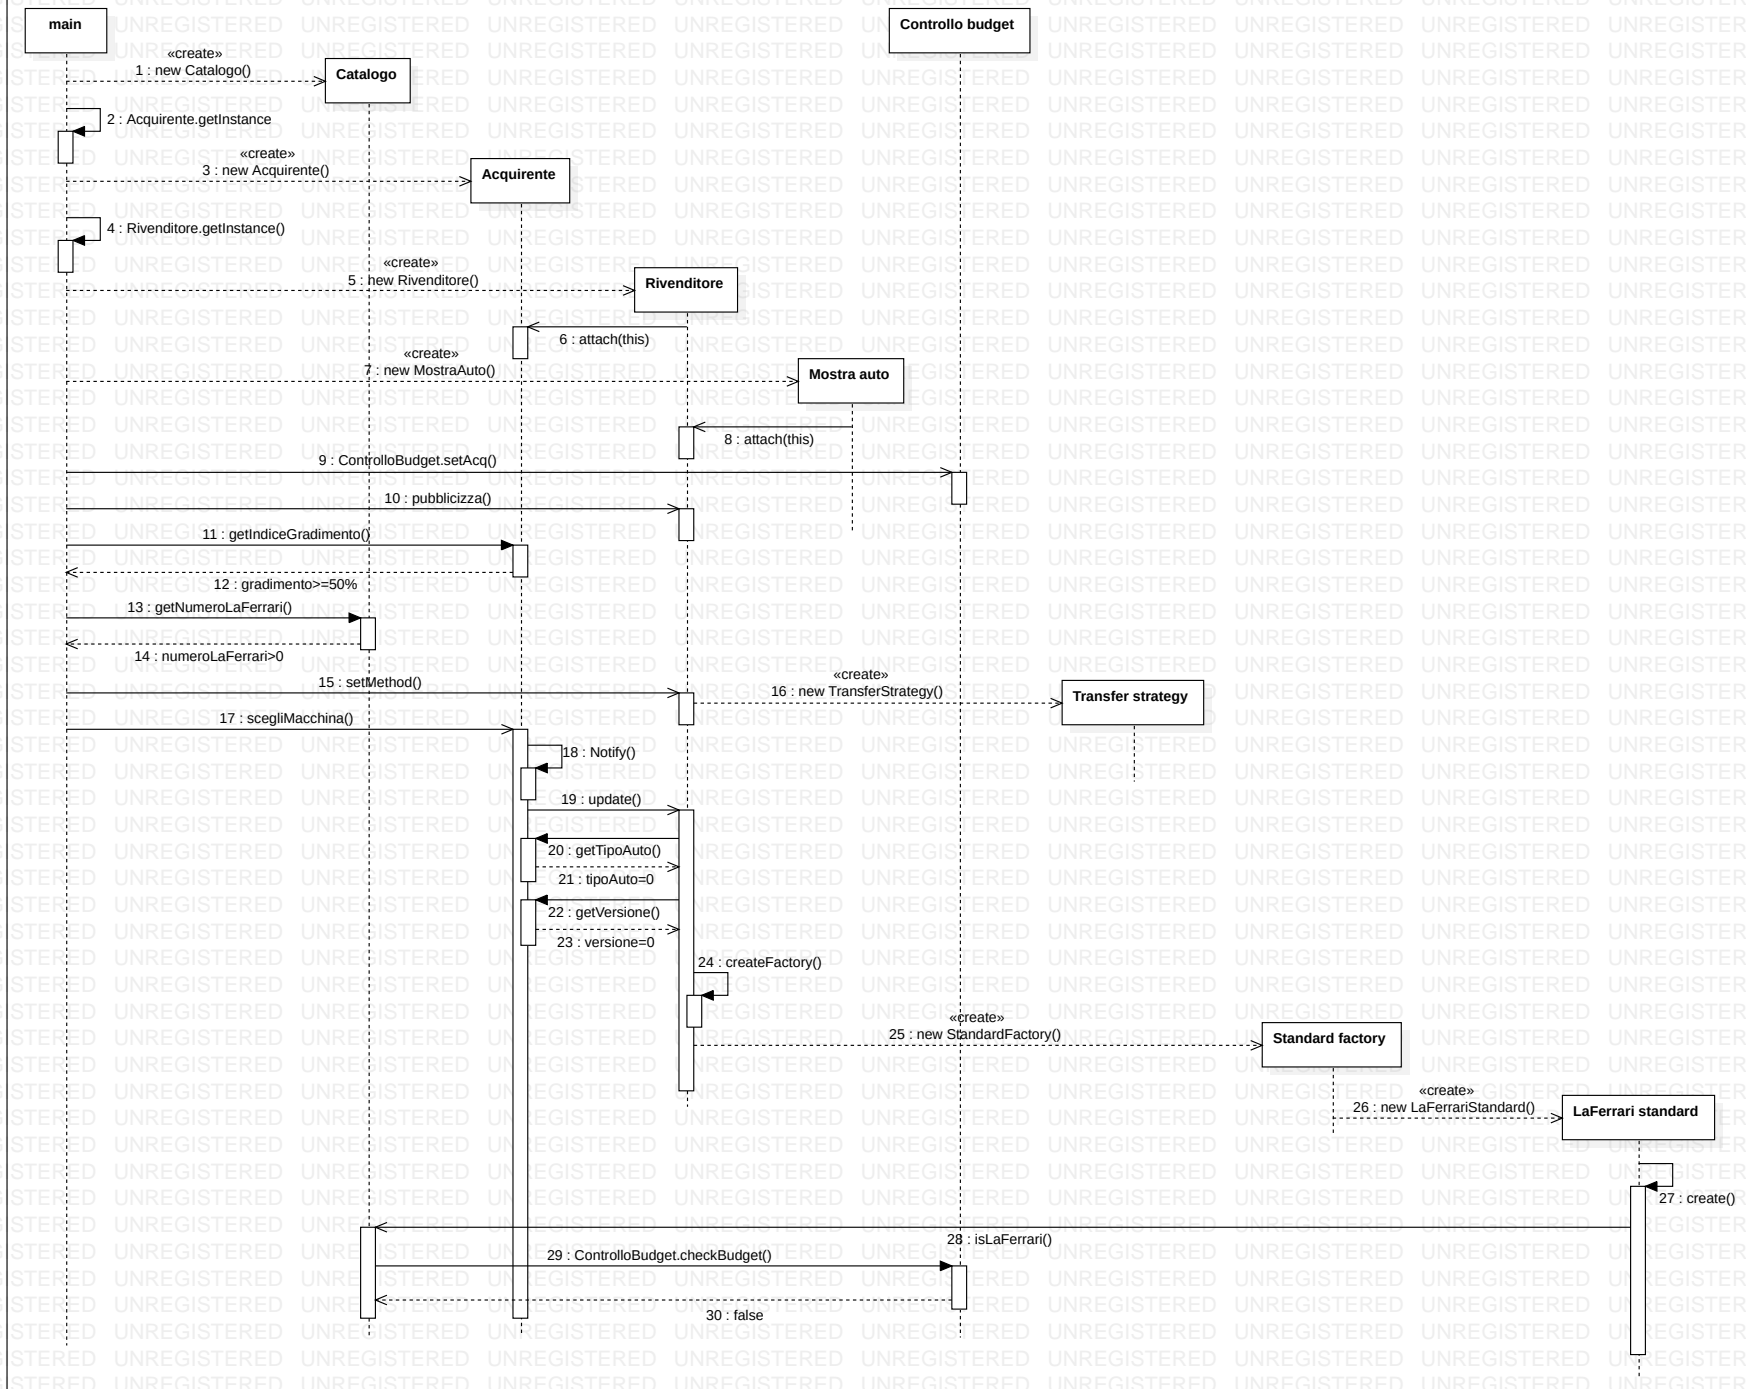 main
Controllo budget
«create»
1 : new Catalogo()
Catalogo
2 : Acquirente.getInstance
«create»
3 : new Acquirente()
Acquirente
4 : Rivenditore.getInstance()
«create»
5 : new Rivenditore()
Rivenditore
6 : attach(this)
«create»
7 : new MostraAuto()
Mostra auto
8 : attach(this)
9 : ControlloBudget.setAcq()
10 : pubblicizza()
11 : getIndiceGradimento()
12 : gradimento>=50%
13 : getNumeroLaFerrari()
14 : numeroLaFerrari>0
15 : setMethod()
«create»
16 : new TransferStrategy()
Transfer strategy
17 : scegliMacchina()
18 : Notify()
19 : update()
20 : getTipoAuto()
21 : tipoAuto=0
22 : getVersione()
23 : versione=0
24 : createFactory()
«create»
25 : new StandardFactory()
Standard factory
«create»
26 : new LaFerrariStandard()
LaFerrari standard
27 : create()
28 : isLaFerrari()
29 : ControlloBudget.checkBudget()
30 : false
UNREGISTERED